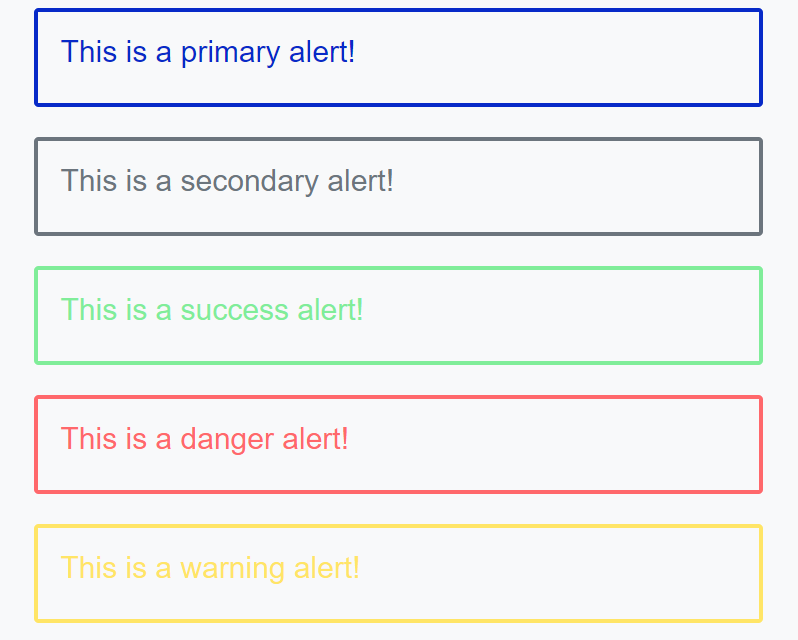 This is a primary alert!
This is a secondary alert!
This is a success alert!
This is a danger alert!
This is a warning alert!